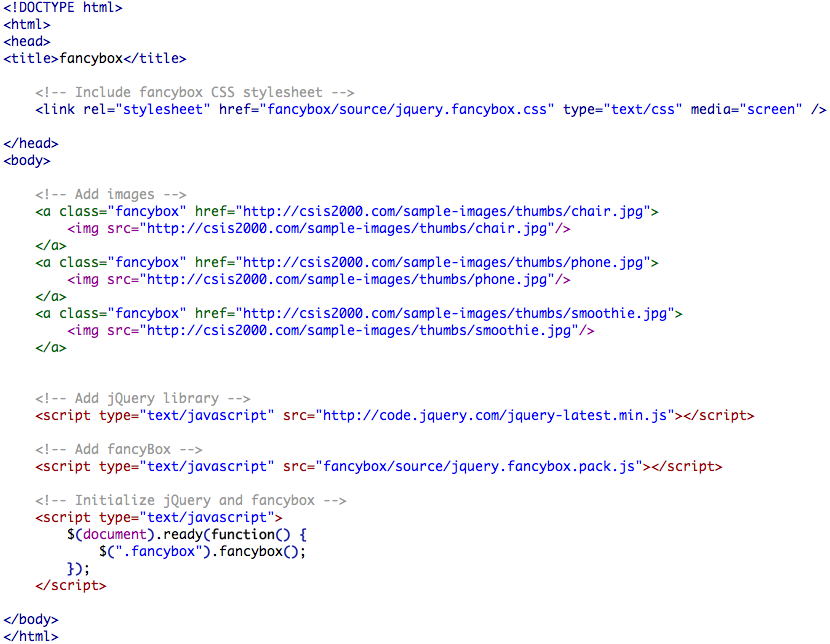 <!DOCTYPE html>
<html>
<head>
<title>fancybox</title>
<!-- Include fancybox CSS stylesheet -->
<link rel="stylesheet" href="fancybox/source/jquery.fancybox.css" type="text/css" media="screen" />
</head>
<body>
<!-- Add images -->
<a class="fancybox" href="http://csis2000.com/sample-images/thumbs/chair.jpg">
<img src="http://csis2000.com/sample-images/thumbs/chair.jpg"/>
</a>
<a class="fancybox" href="http://csis2000.com/sample-images/thumbs/phone.jpg">
<img src="http://csis2000.com/sample-images/thumbs/phone.jpg"/>
</a>
<a class="fancybox" href="http://csis2000.com/sample-images/thumbs/smoothie.jpg">
<img src="http://csis2000.com/sample-images/thumbs/smoothie.jpg"/>
</a>
<!-- Add jQuery library -->
<script type="text/javascript" src="http://code.jquery.com/jquery-latest.min.js"></script>
<!-- Add fancyBox -->
<script type="text/javascript" src="fancybox/source/jquery.fancybox.pack.js"></script>
<!-- Initialize jQuery and fancybox -->
<script type="text/javascript">
$(document).ready(function() {
$(".fancybox").fancybox();
});
</script>
</body>
</html>